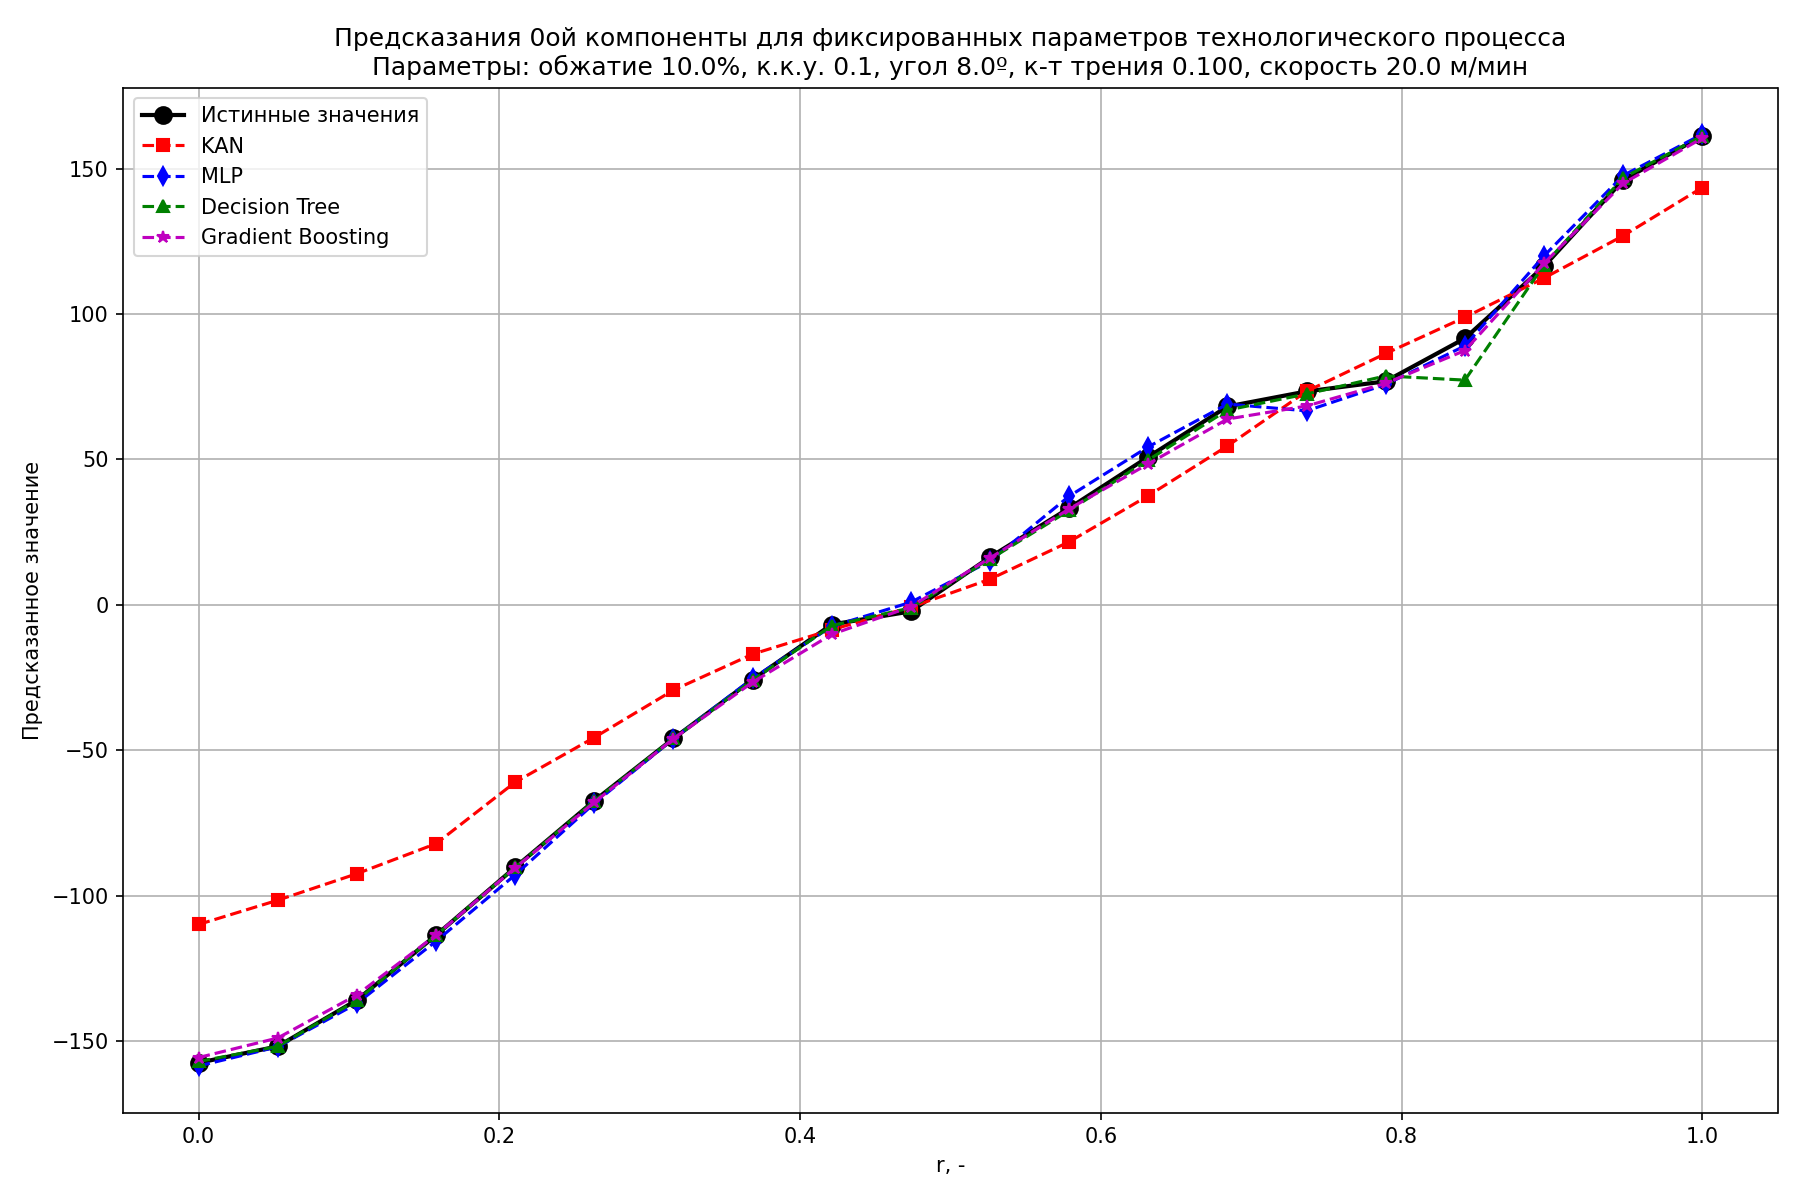 Предсказания 0ой компоненты для фиксированных параметров технологического процесса
Параметры: обжатие 10.0%, к.к.у. 0.1, угол 8.0º, к-т трения 0.100, скорость 20.0 м/мин
Истинные значения
KAN
MLP
Decision Tree
Gradient Boosting
Предсказанное значение
150
100
50
0
−50
−100
−150
0.0
0.2
0.4
0.6
0.8
1.0
r, -